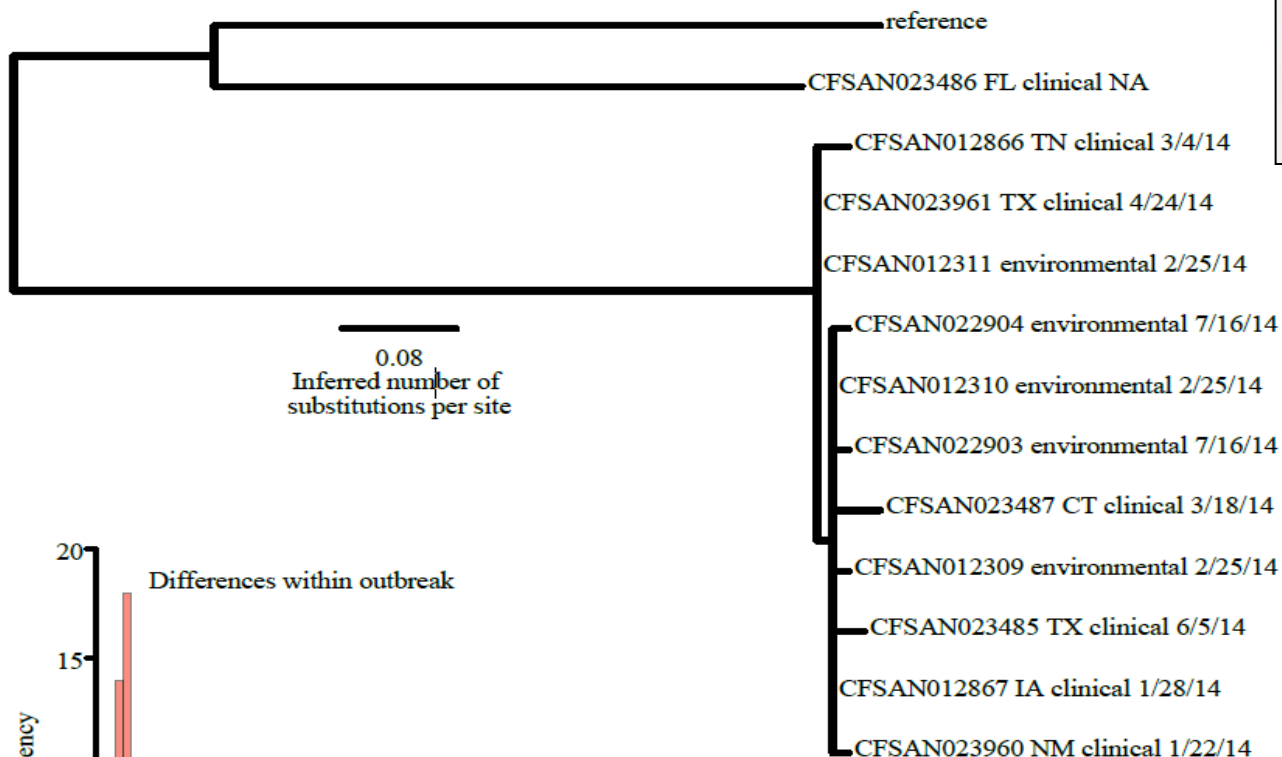 reference
CFSAN023486 FL clinical NA
CFSAN012866 TN clinical 3/4/14
CFSAN023961 TX clinical 4/24/14
CFSAN012311 environmental 2/25/14
CFSAN022904 environmental 7/16/14
0.08
Inferred number of
substitutions per site
CFSAN012310 environmental 2/25/14
CFSAN022903 environmental 7/16/14
CFSAN023487 CT clinical 3/18/14
CFSAN012309 environmental 2/25/14
CFSAN023485 TX clinical 6/5/14
CFSAN012867 IA clinical 1/28/14
CFSAN023960 NM clinical 1/22/14
20
Differences within outbreak
15
ency